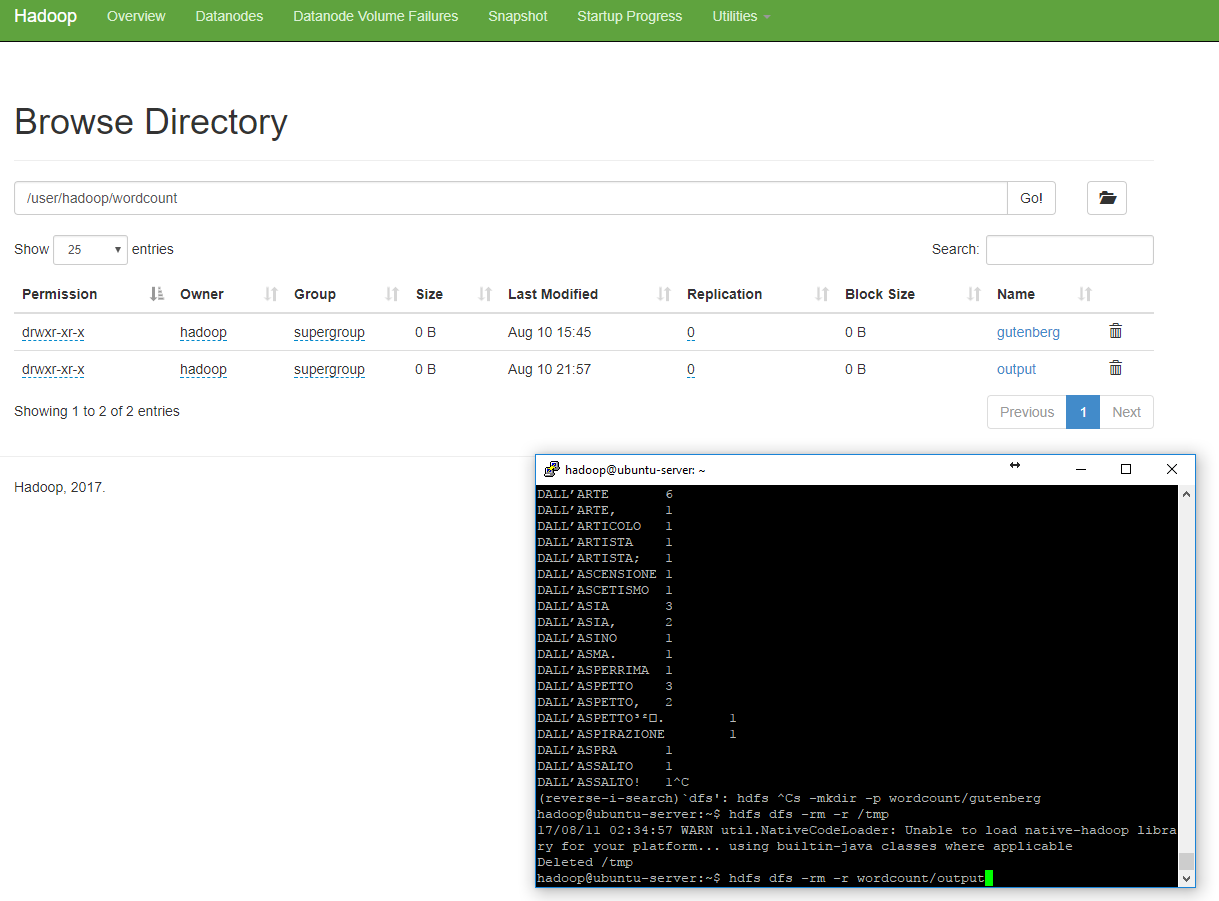 Hadoop Overview Datanodes Datanode Volume Failures Snapshot Startup Progress Utilities
Browse Directory
/user/hadoop/wordcount Go!
Show 25 entries Search:
Permission Owner Group Size Last Modified Replication Block Size Name
drwxr-xr-x hadoop supergroup 0 B Aug 10 15:45 0 0 B gutenberg
drwxr-xr-x hadoop supergroup 0 B Aug 10 21:57 0 0 B output
Showing 1 to 2 of 2 entries Previous 1 Next
Hadoop, 2017.
hadoop@ubuntu-server: ~
DALL’ARTE 6
DALL’ARTE, 1
DALL’ARTICOLO 1
DALL’ARTISTA 1
DALL’ARTISTA; 1
DALL’ASCENSIONE 1
DALL’ASCETISMO 1
DALL’ASIA 3
DALL’ASIA, 2
DALL’ASINO 1
DALL’ASMA. 1
DALL’ASPERRIMA 1
DALL’ASPETTO 3
DALL’ASPETTO, 2
DALL’ASPETTO³²□. 1
DALL’ASPIRAZIONE 1
DALL’ASPRA 1
DALL’ASSALTO 1
DALL’ASSALTO! 1^C
(reverse-i-search)`dfs': hdfs ^Cs -mkdir -p wordcount/gutenberg
hadoop@ubuntu-server:~$ hdfs dfs -rm -r /tmp
17/08/11 02:34:57 WARN util.NativeCodeLoader: Unable to load native-hadoop libra
ry for your platform... using builtin-java classes where applicable
Deleted /tmp
hadoop@ubuntu-server:~$ hdfs dfs -rm -r wordcount/output